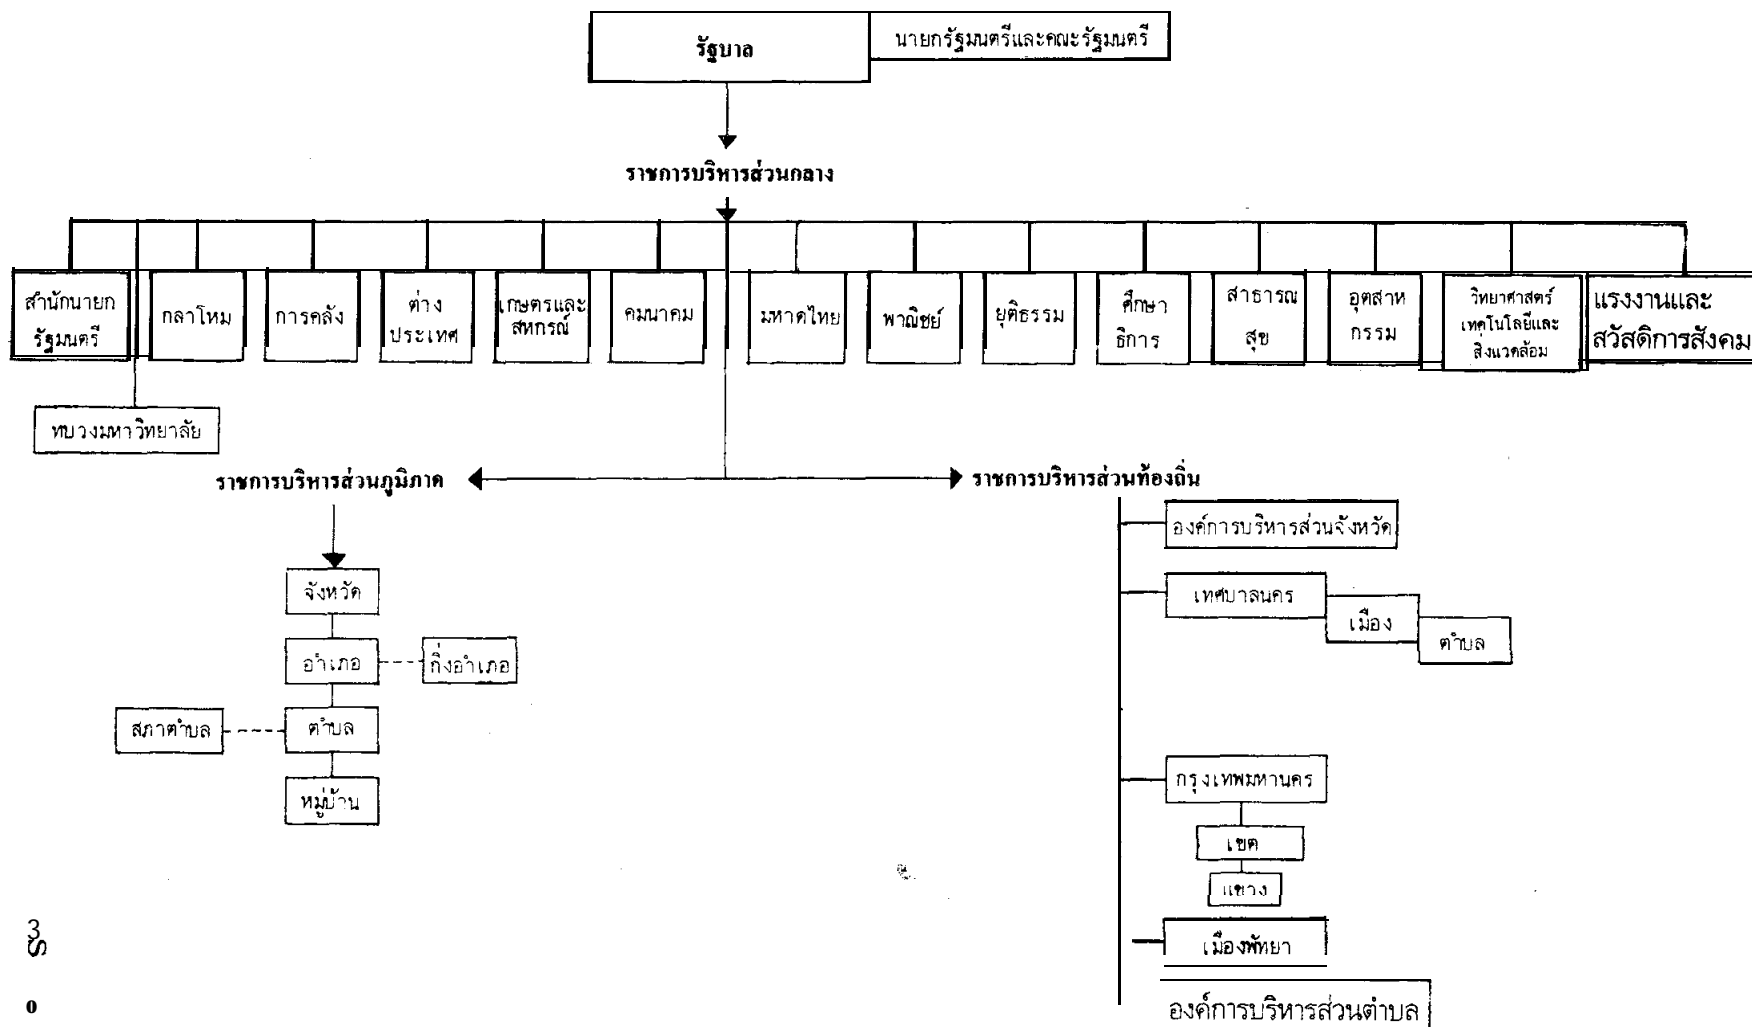 รัฐบาล
นายกรัฐมนตรีและคณะรัฐมนตรี
ราชการบริหารส่วนกลาง
สำนักนายก
รัฐมนตรี
กลาโหม
การคลัง
ต่าง
ประเทศ
เกษตรและ
สหกรณ์
คมนาคม
มหาดไทย
พาณิชย์
ยุติธรรม
ศึกษา
ธิการ
สาธารณ
สุข
อุตสาห
กรรม
วิทยาศาสตร์
เทคโนโลยีและ
สิ่งแวดล้อม
แรงงานและ
สวัสดิการสังคม
ทบวงมหาวิทยาลัย
ราชการบริหารส่วนภูมิภาค
ราชการบริหารส่วนท้องถิ่น
องค์การบริหารส่วนจังหวัด
จังหวัด
เทศบาลนคร
เมือง
ตำบล
อำเภอ
กิ่งอำเภอ
สภาตำบล
ตำบล
หมู่บ้าน
กรุงเทพมหานคร
เขต
แขวง
เมืองพัทยา
องค์การบริหารส่วนตำบล